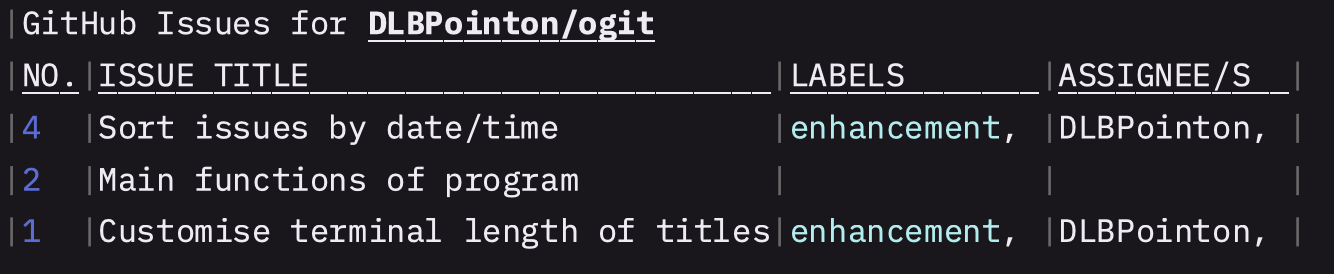 |GitHub Issues for DLBPointon/ogit
|NO.|ISSUE TITLE                        |LABELS       |ASSIGNEE/S  |
|4  |Sort issues by date/time           |enhancement, |DLBPointon, |
|2  |Main functions of program          |             |            |
|1  |Customise terminal length of titles|enhancement, |DLBPointon, |